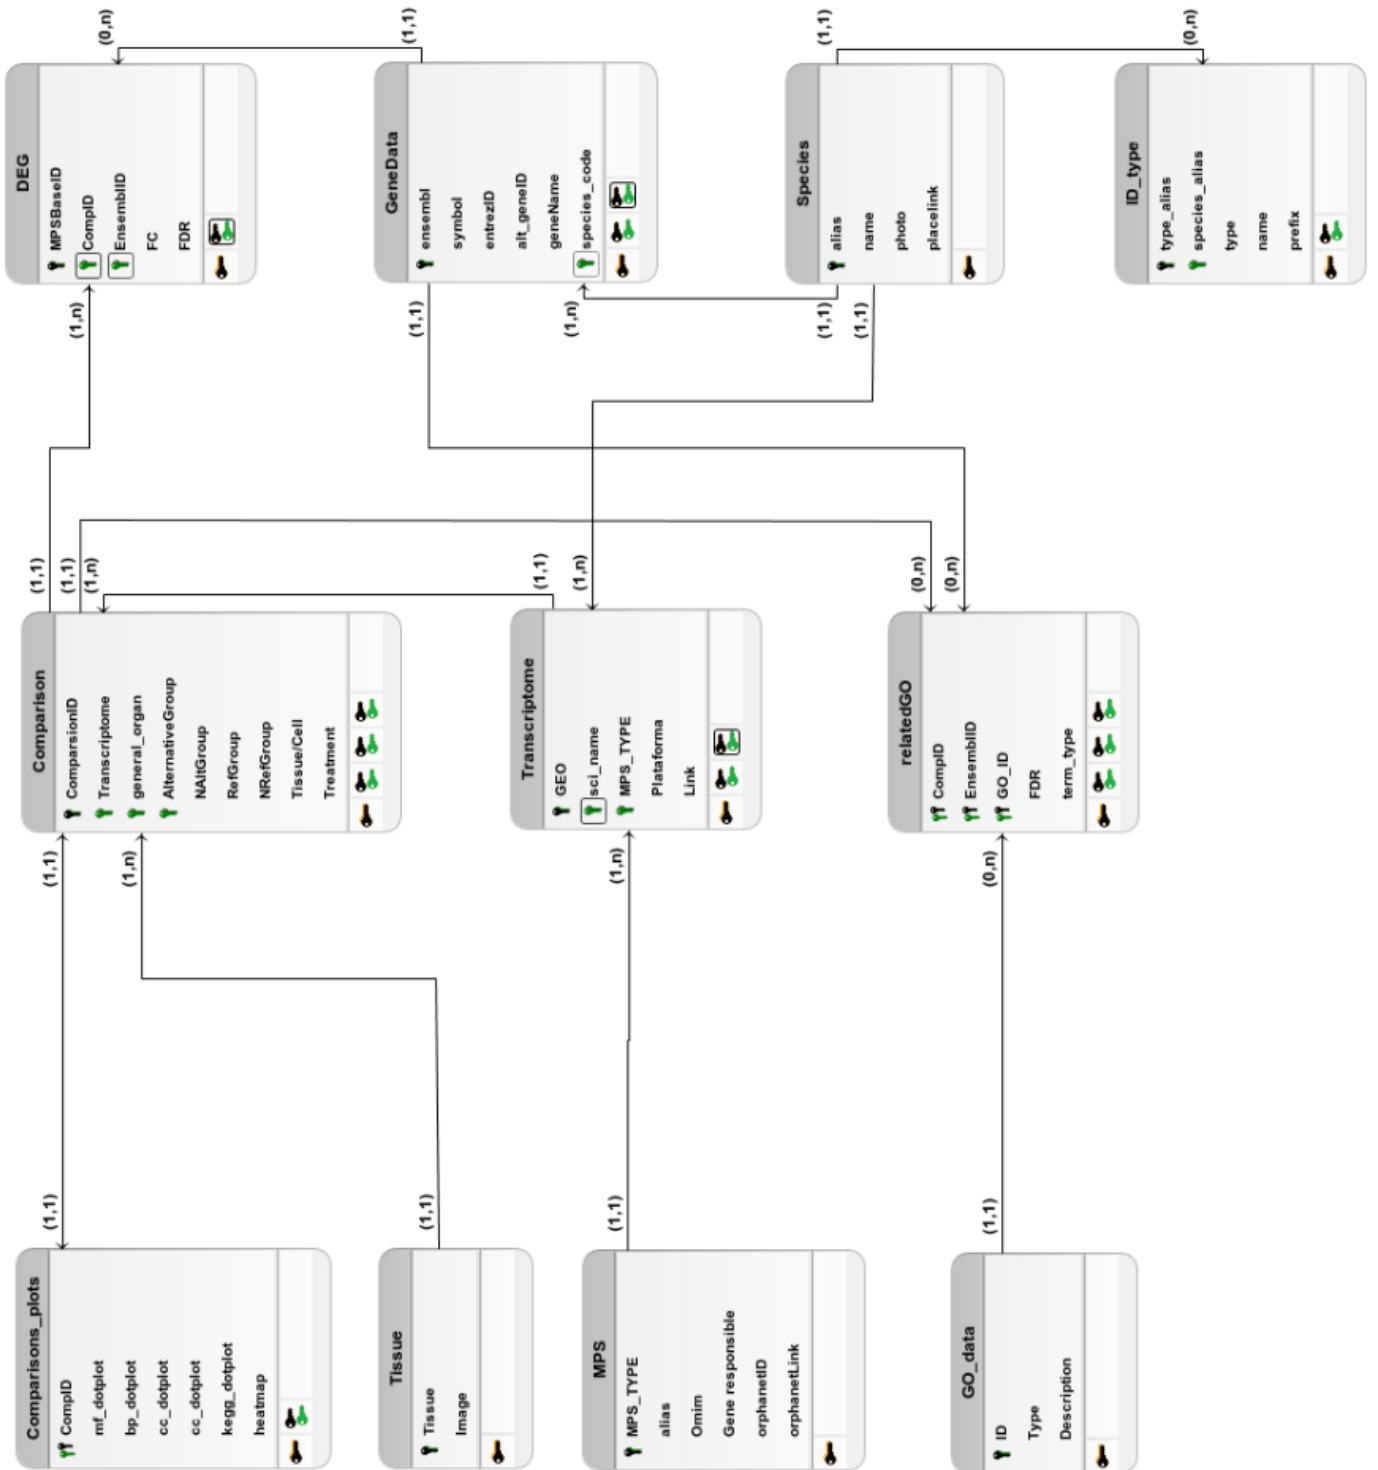 Comparisons_plots
CompID
mf_dotplot
bp_dotplot
cc_dotplot
cc_dotplot
kegg_dotplot
heatmap
(1,1)
(1,1)
Comparison
ComparsionID
Transcriptome
general_organ
AlternativeGroup
NAltGroup
RefGroup
NRefGroup
Tissue/Cell
Treatment
(1,n)
(1,1)
(1,1)
(1,n)
(1,n)
DEG
MPSBaseID
CompID
EnsemblID
FC
FDR
(0,n)
Tissue
Tissue
Image
(1,1)
GeneData
ensembl
symbol
entrezID
alt_geneID
geneName
species_code
(1,1)
(1,1)
(1,n)
MPS
MPS_TYPE
alias
Omim
Gene responsible
orphanetID
orphanetLink
(1,1)
(1,n)
Transcriptome
GEO
sci_name
MPS_TYPE
Plataforma
Link
(1,1)
(1,n)
Species
alias
name
photo
placelink
(1,1)
(1,1)
(1,1)
GO_data
ID
Type
Description
(1,1)
(0,n)
relatedGO
CompID
EnsemblID
GO_ID
FDR
term_type
(0,n)
(0,n)
ID_type
type_alias
species_alias
type
name
prefix
(0,n)